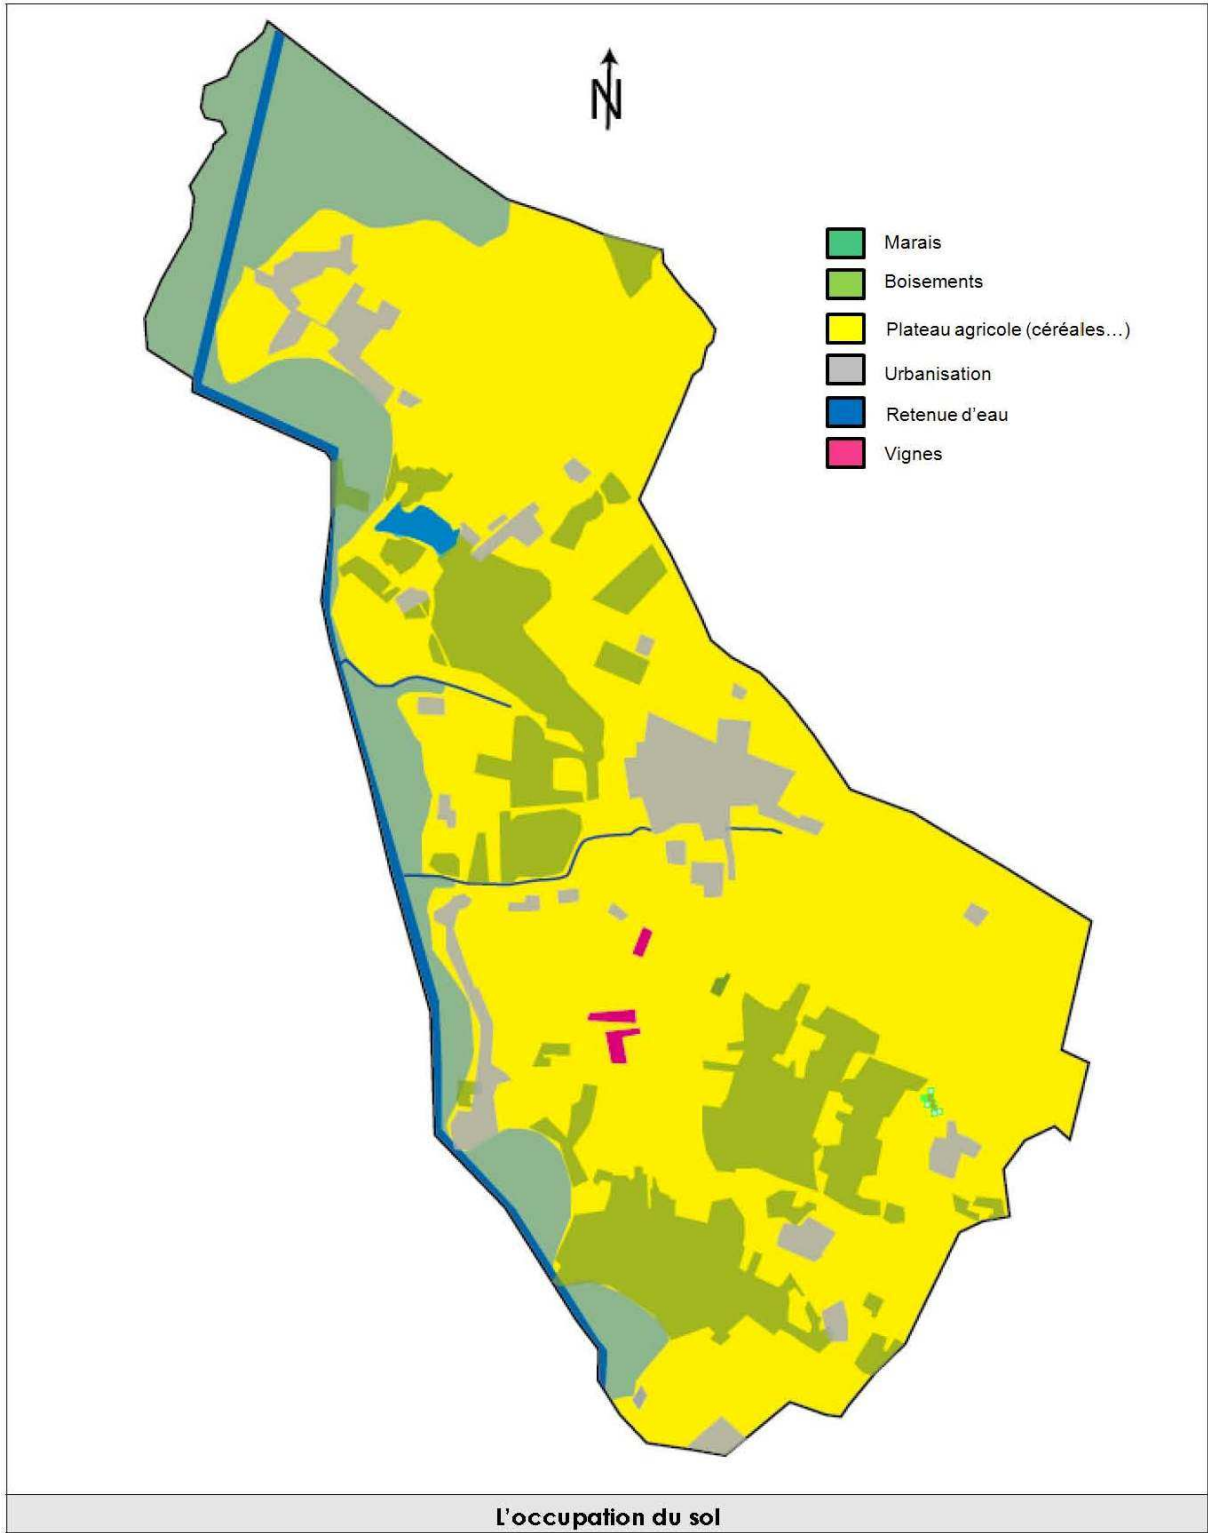 N
Marais
Boisements
Plateau agricole (céréales...)
Urbanisation
Retenue d'eau
Vignes
L'occupation du sol